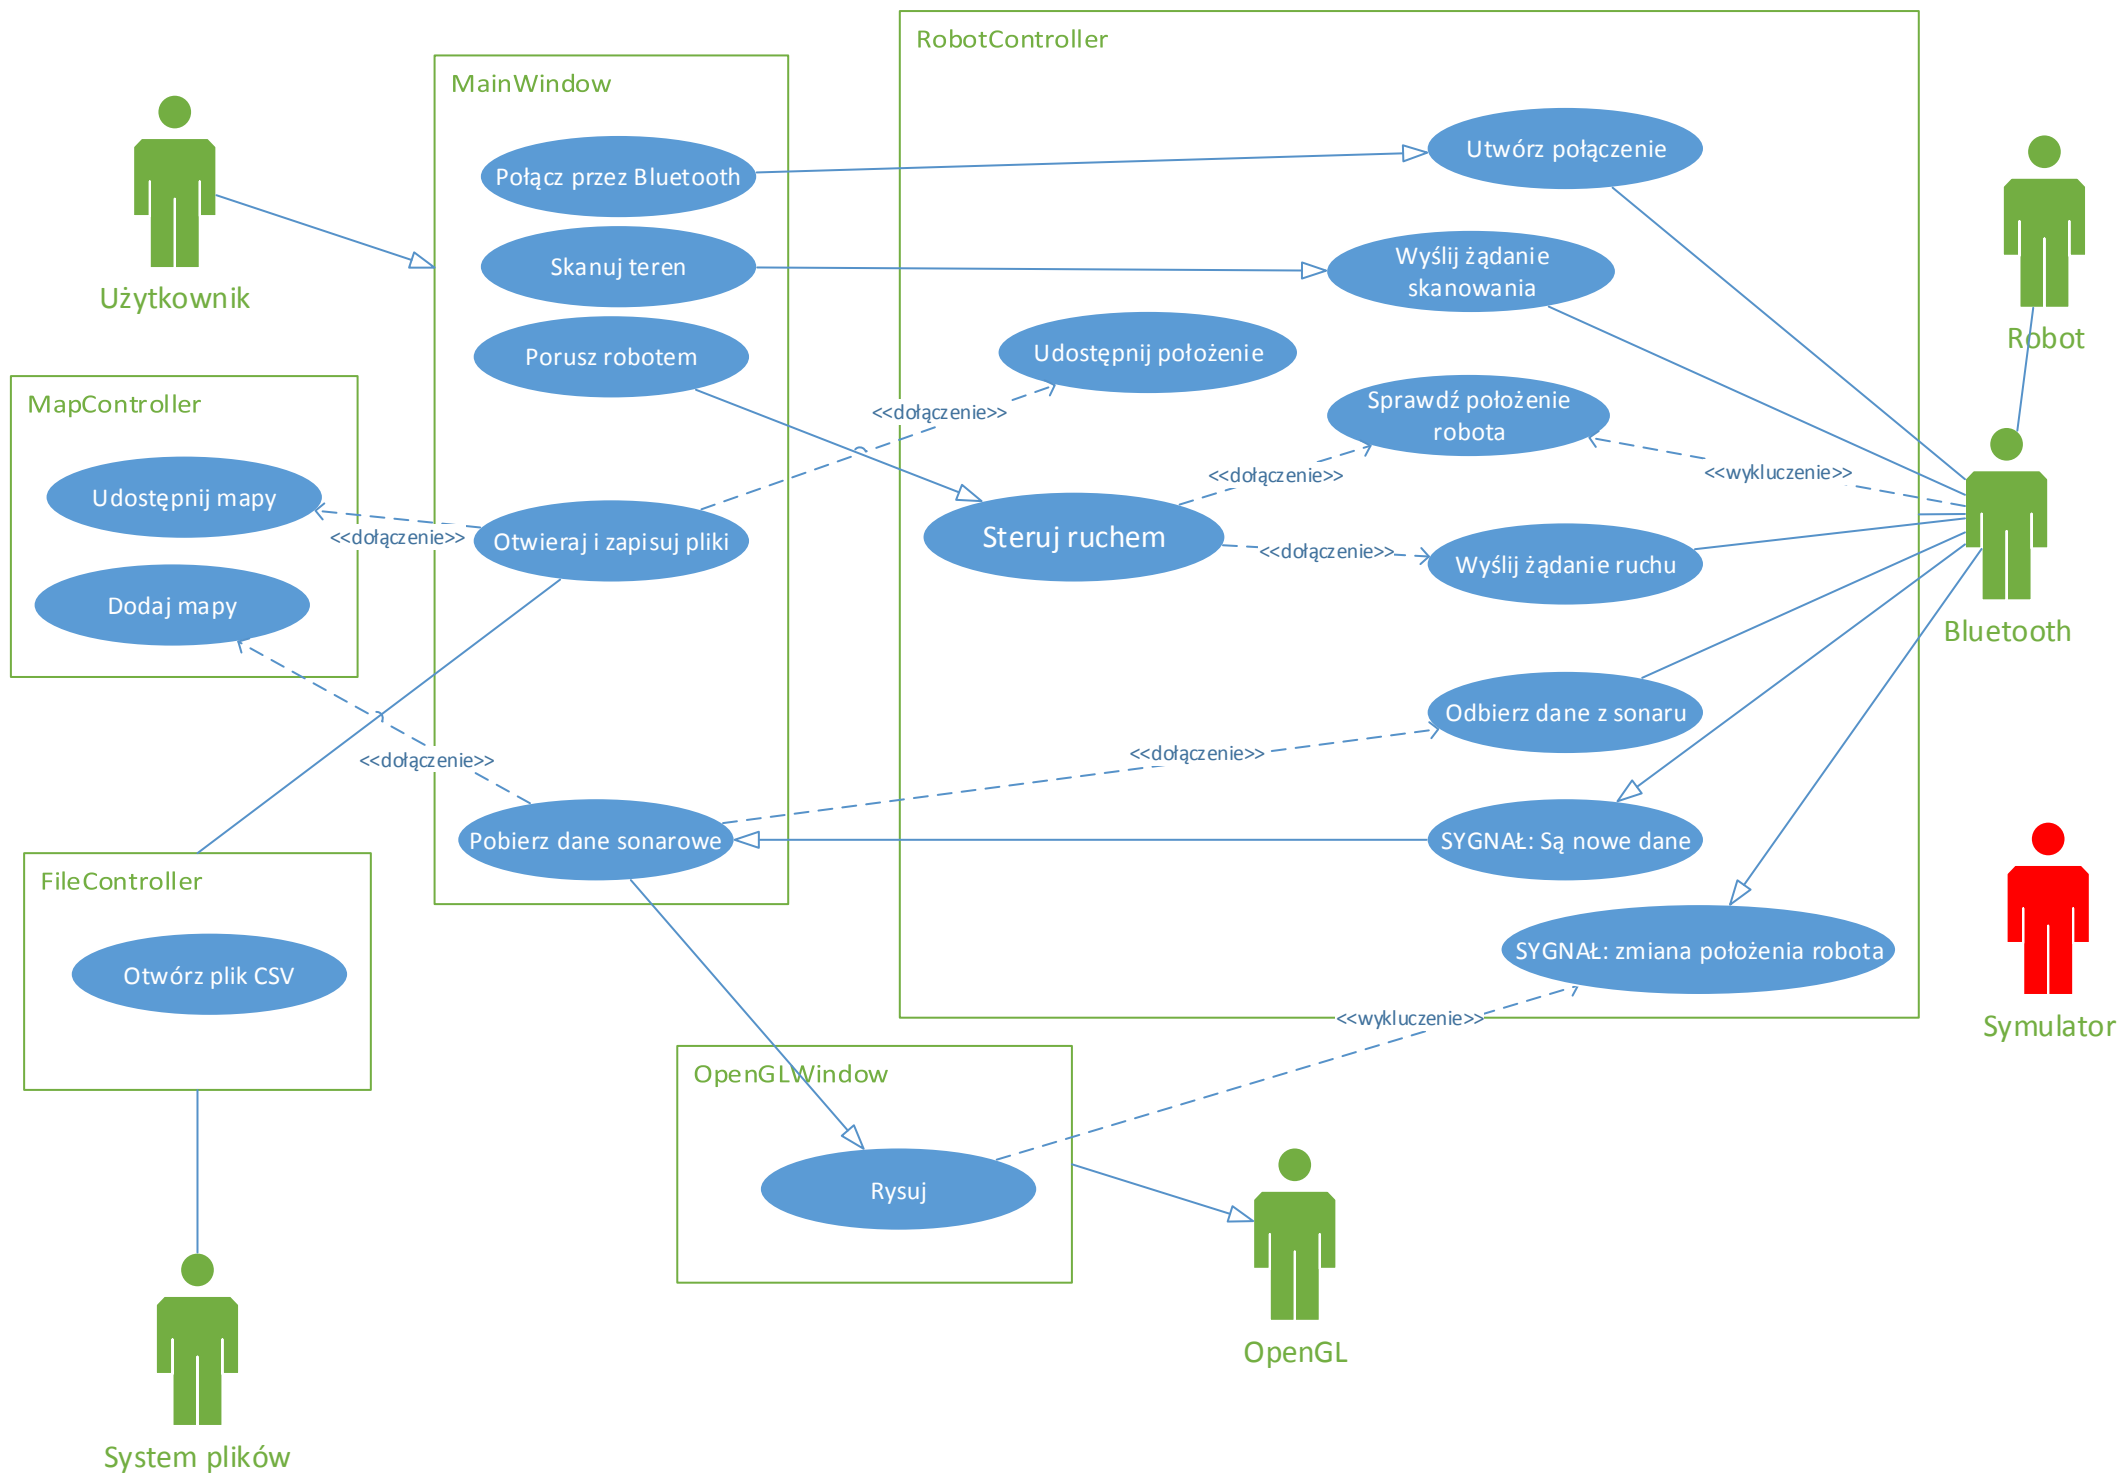 RobotController
MainWindow
Połącz przez Bluetooth
Utwórz połączenie
Skanuj teren
Wyślij żądanie
skanowania
Użytkownik
Robot
Porusz robotem
Udostępnij położenie
MapController
<<dołączenie>>
Sprawdź położenie
robota
<<dołączenie>>
<<wykluczenie>>
Udostępnij mapy
<<dołączenie>>
Otwieraj i zapisuj pliki
Steruj ruchem
<<dołączenie>>
Wyślij żądanie ruchu
Dodaj mapy
Bluetooth
Odbierz dane z sonaru
<<dołączenie>>
<<dołączenie>>
Pobierz dane sonarowe
SYGNAŁ: Są nowe dane
FileController
SYGNAŁ: zmiana położenia robota
Otwórz plik CSV
<<wykluczenie>>
Symulator
OpenGLWindow
Rysuj
OpenGL
System plików